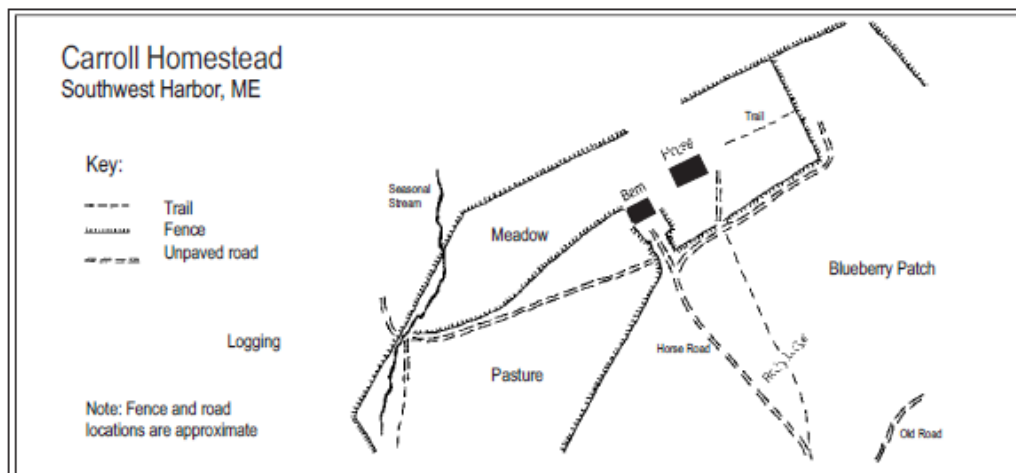 Carroll Homestead
Southwest Harbor, ME
Key:
Trail
Fence
Unpaved road
Note: Fence and road
locations are approximate
Logging
Seasonal
Stream
Meadow
Pasture
Barn
House
Trail
Horse Road
Blueberry Patch
Old Road